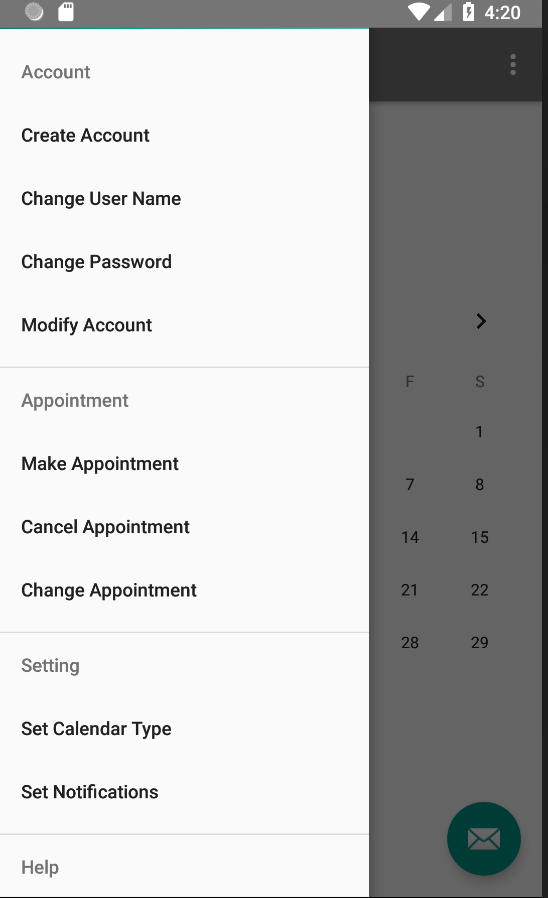 4:20
Account
Create Account
Change User Name
Change Password
Modify Account
Appointment
Make Appointment
Cancel Appointment
Change Appointment
Setting
Set Calendar Type
Set Notifications
Help
F S
1
7 8
14 15
21 22
28 29